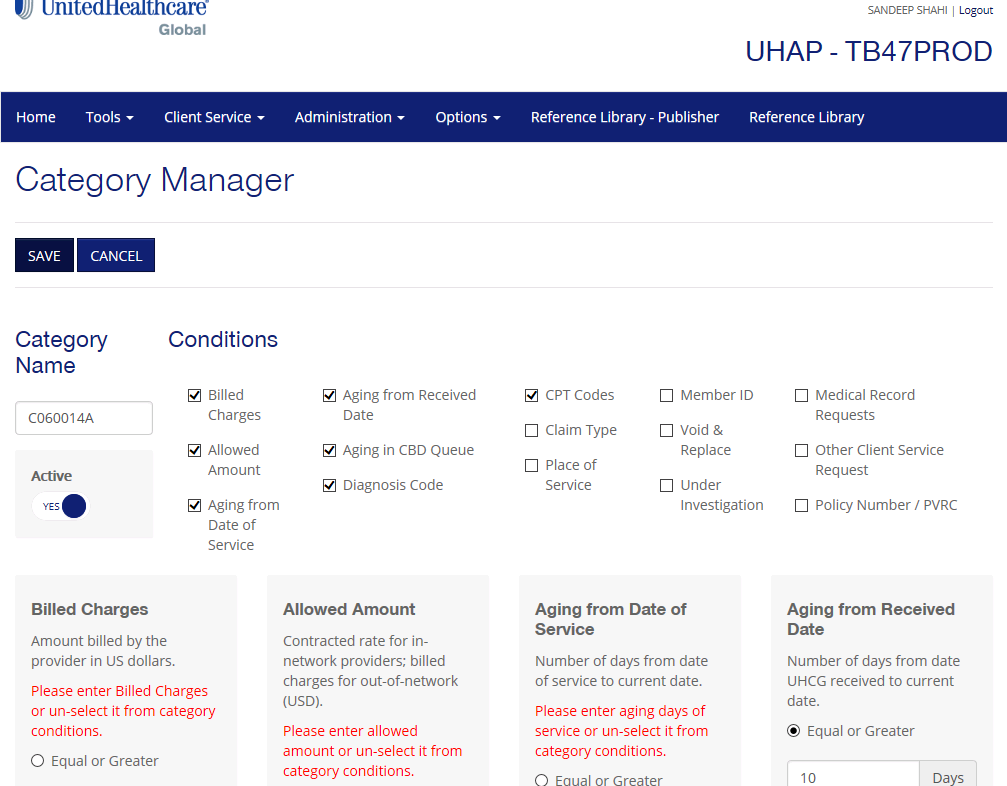 UnitedHealthcare®
Global
SANDEEP SHAHI | Logout
UHAP - TB47PROD
Home Tools Client Service Administration Options Reference Library - Publisher Reference Library
Category Manager
SAVE CANCEL
Category
Name
C060014A
Active
YES
Conditions
Billed
Charges
Allowed
Amount
Aging from
Date of
Service
Aging from Received
Date
Aging in CBD Queue
Diagnosis Code
CPT Codes
Claim Type
Place of
Service
Member ID
Void &
Replace
Under
Investigation
Medical Record
Requests
Other Client Service
Request
Policy Number / PVRC
Billed Charges
Amount billed by the
provider in US dollars.
Please enter Billed Charges
or un-select it from category
conditions.
Equal or Greater
Allowed Amount
Contracted rate for in-
network providers; billed
charges for out-of-network
(USD).
Please enter allowed
amount or un-select it from
category conditions.
Aging from Date of
Service
Number of days from date
of service to current date.
Please enter aging days of
service or un-select it from
category conditions.
Equal or Greater
Aging from Received
Date
Number of days from date
UHCG received to current
date.
Equal or Greater
10 Days